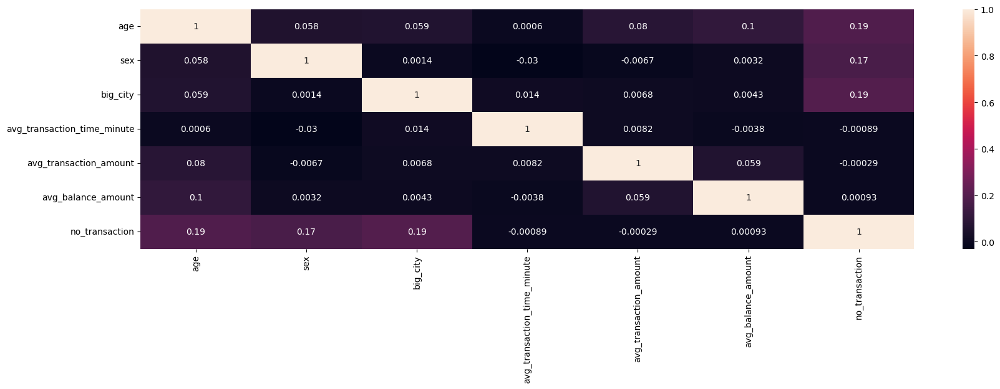 age 1 0.058 0.059 0.0006 0.08 0.1 0.19
sex 0.058 1 0.0014 -0.03 -0.0067 0.0032 0.17
big_city 0.059 0.0014 1 0.014 0.0068 0.0043 0.19
avg_transaction_time_minute 0.0006 -0.03 0.014 1 0.0082 -0.0038 -0.00089
avg_transaction_amount 0.08 -0.0067 0.0068 0.0082 1 0.059 -0.00029
avg_balance_amount 0.1 0.0032 0.0043 -0.0038 0.059 1 0.00093
no_transaction 0.19 0.17 0.19 -0.00089 -0.00029 0.00093 1
age
sex
big_city
avg_transaction_time_minute
avg_transaction_amount
avg_balance_amount
no_transaction
1.0
0.8
0.6
0.4
0.2
0.0